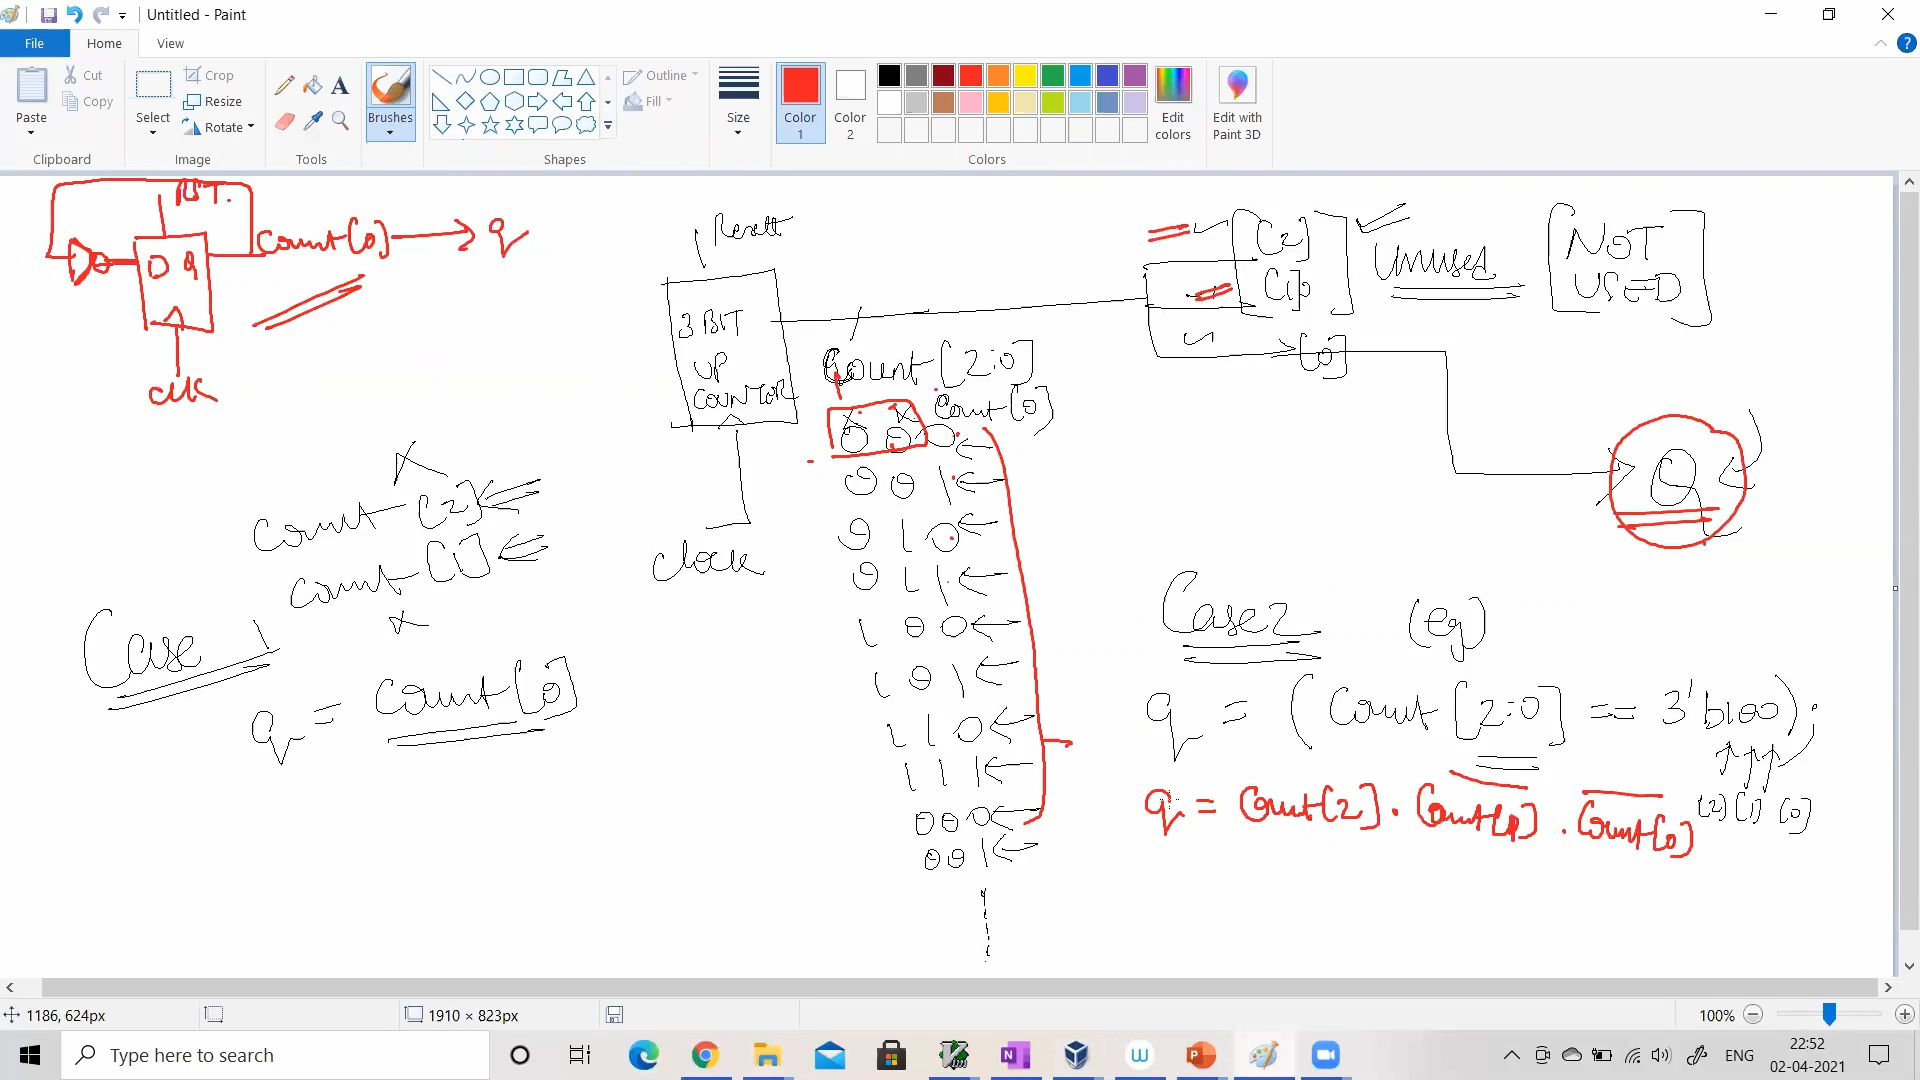 Untitled - Paint
File
Home
View
Paste
Cut
Copy
Clipboard
Select
Crop
Resize
Rotate
Image
Tools
Brushes
Shapes
Outline
Fill
Size
Color 1
Color 2
Edit colors
Edit with Paint 3D
Colors
RST.
D Q
count[0] → q
clk
Reset
3 BIT
UP
COUNTOR
Clock
Count [2:0]
Count [0]
x x
0 0 0
0 0 1
0 1 0
0 1 1
1 0 0
1 0 1
1 1 0
1 1 1
0 0 0
0 0 1
[2]
[1]
[0]
Unused
NOT
USED
Q
x
Count [2]
Count [1]
x
Case 1
q = Count[0]
Case 2 (eq)
q = (Count [2:0] == 3'b100);
q = Count[2] . Count[1] . Count[0]
[2] [1] [0]
1186, 624px
1910 × 823px
100%
Type here to search
ENG
22:52
02-04-2021